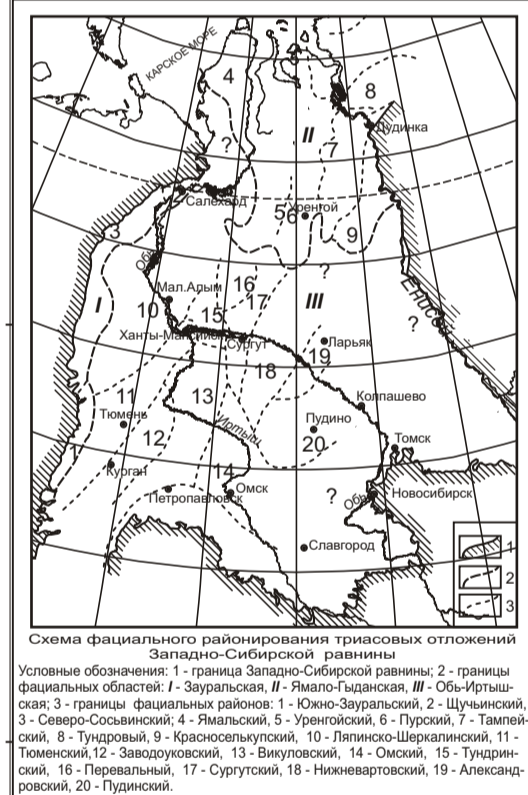 КАРСКОЕ МОРЕ
4
8
II
Дудинка
7
?
Салехард
Уренгой
5
6
9
3
Обь
?
16
Енисей
I
Мал.Алым
17
III
10
15
?
Ханты-Мансийск
Сургут
Ларьяк
19
18
11
13
Колпашево
Тюмень
Иртыш
Пудино
12
20
Томск
1
Курган
14
Омск
Петропавловск
?
Обь
Новосибирск
Славгород
1
2
3
Схема фациального районирования триасовых отложений
Западно-Сибирской равнины
Условные обозначения: 1 - граница Западно-Сибирской равнины; 2 - границы
фациальных областей: I - Зауральская, II - Ямало-Гыданская, III - Обь-Иртыш-
ская; 3 - границы фациальных районов: 1 - Южно-Зауральский, 2 - Щучьинский,
3 - Северо-Сосьвинский; 4 - Ямальский, 5 - Уренгойский, 6 - Пурский, 7 - Тампей-
ский, 8 - Тундровый, 9 - Красноселькупский, 10 - Ляпинско-Шеркалинский, 11 -
Тюменский,12 - Заводоуковский, 13 - Викуловский, 14 - Омский, 15 - Тундрин-
ский, 16 - Перевальный, 17 - Сургутский, 18 - Нижневартовский, 19 - Александ-
ровский, 20 - Пудинский.